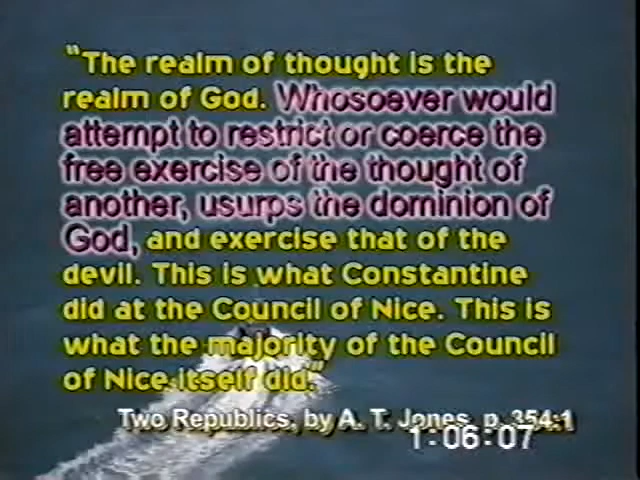 "The realm of thought is the
realm of God. Whosoever would
attempt to restrict or coerce the
free exercise of the thought of
another, usurps the dominion of
God, and exercise that of the
devil. This is what Constantine
did at the Council of Nice. This is
what the majority of the Council
of Nice itself did."
Two Republics, by A. T. Jones, p. 354:1
1:06:07